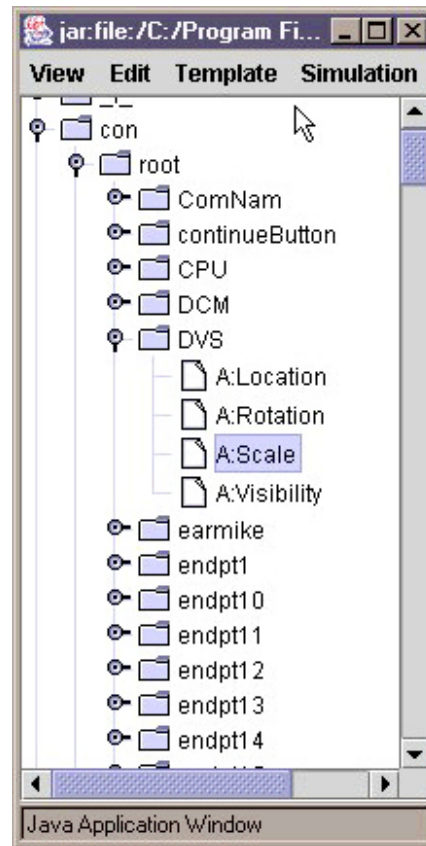 jar:file:/C:/Program Fi...
View Edit Template Simulation
con
root
ComNam
continueButton
CPU
DCM
DVS
A:Location
A:Rotation
A:Scale
A:Visibility
earmike
endpt1
endpt10
endpt11
endpt12
endpt13
endpt14
Java Application Window